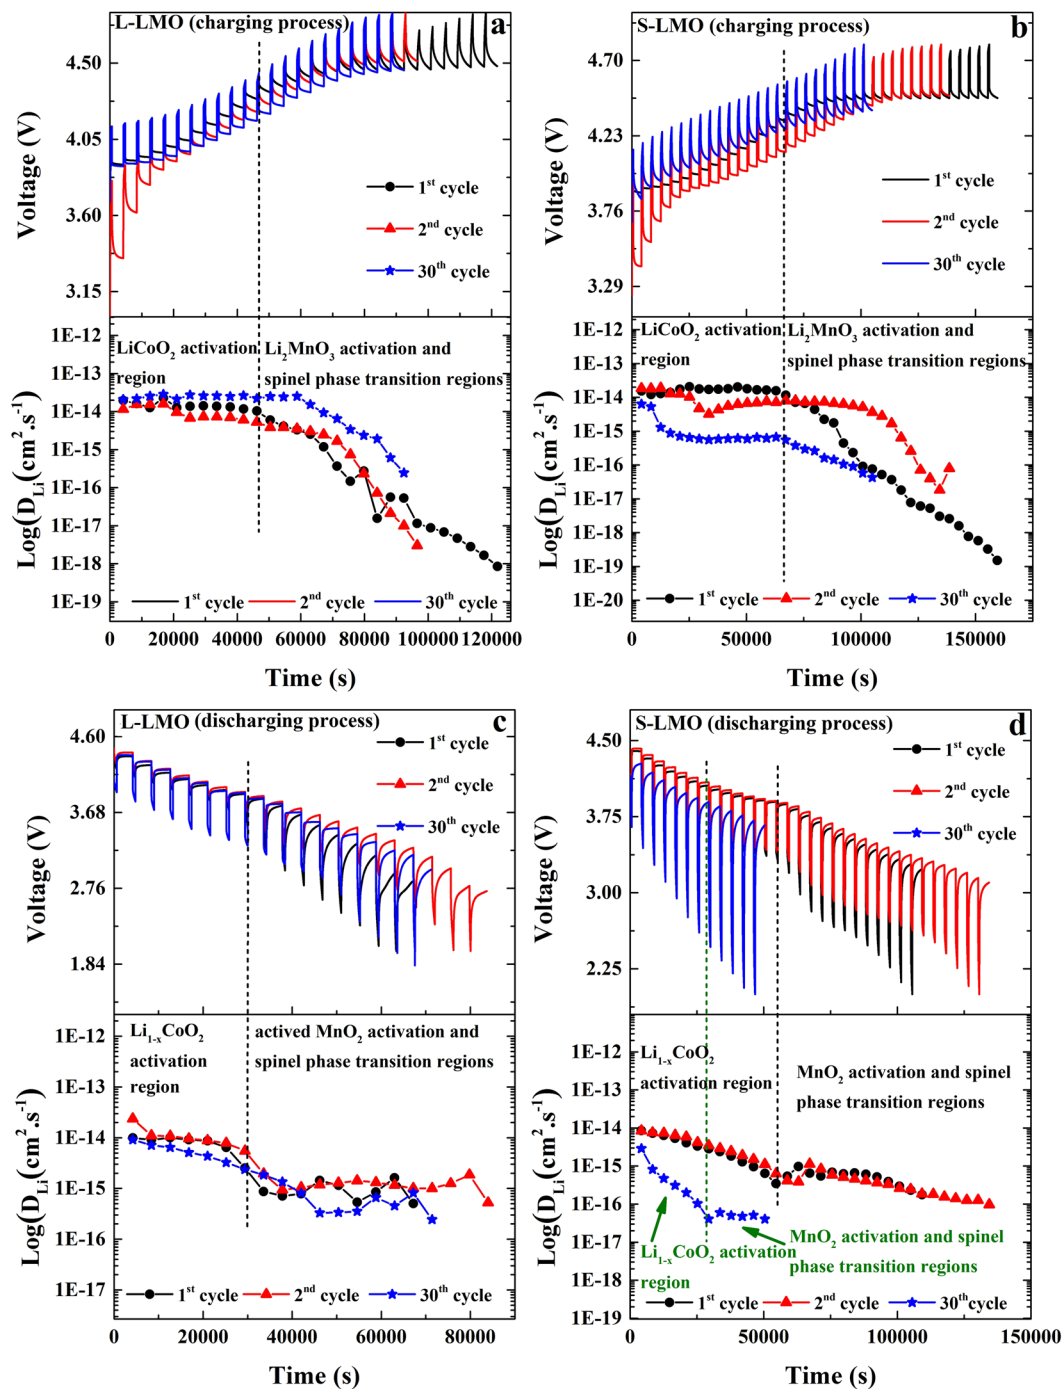 L-LMO (charging process)
a
4.50
4.05
3.60
3.15
Voltage (V)
1st cycle
2nd cycle
30th cycle
1E-12
1E-13
1E-14
1E-15
1E-16
1E-17
1E-18
1E-19
Log(DLi(cm2.s-1)
LiCoO2 activation
region
Li2MnO3 activation and
spinel phase transition regions
1st cycle
2nd cycle
30th cycle
0 20000 40000 60000 80000 100000 120000
Time (s)
S-LMO (charging process)
b
4.70
4.23
3.76
3.29
Voltage (V)
1st cycle
2nd cycle
30th cycle
1E-12
1E-13
1E-14
1E-15
1E-16
1E-17
1E-18
1E-19
1E-20
Log(DLi(cm2.s-1)
LiCoO2 activation
region
Li2MnO3 activation and
spinel phase transition regions
1st cycle
2nd cycle
30th cycle
0 50000 100000 150000
Time (s)
L-LMO (discharging process)
c
4.60
3.68
2.76
1.84
Voltage (V)
1st cycle
2nd cycle
30th cycle
1E-12
1E-13
1E-14
1E-15
1E-16
1E-17
Log(DLi(cm2.s-1)
Li1-xCoO2
activation
region
actived MnO2 activation and
spinel phase transition regions
1st cycle
2nd cycle
30th cycle
0 20000 40000 60000 80000
Time (s)
S-LMO (discharging process)
d
4.50
3.75
3.00
2.25
Voltage (V)
1st cycle
2nd cycle
30th cycle
1E-12
1E-13
1E-14
1E-15
1E-16
1E-17
1E-18
1E-19
Log(DLi(cm2.s-1)
Li1-xCoO2
activation region
MnO2 activation and spinel
phase transition regions
Li1-xCoO2 activation
region
MnO2 activation and spinel
phase transition regions
1st cycle
2nd cycle
30thcycle
0 50000 100000 150000
Time (s)